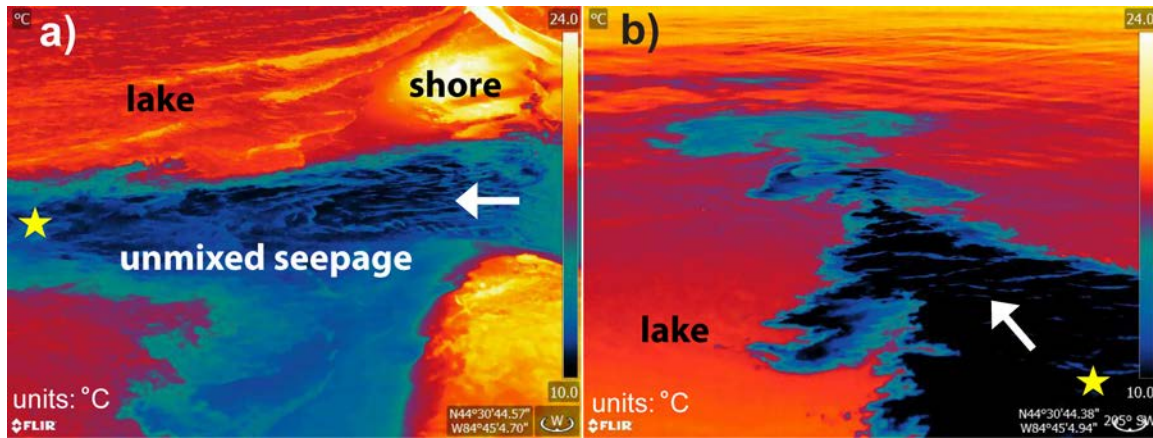 °C
a)
24.0
lake
shore
unmixed seepage
units: °C
10.0
FLIR
N44°30'44.57"
W84°45'4.70"
W
°C
b)
24.0
lake
units: °C
10.0
FLIR
N44°30'44.38"
W84°45'4.94"
205° SW